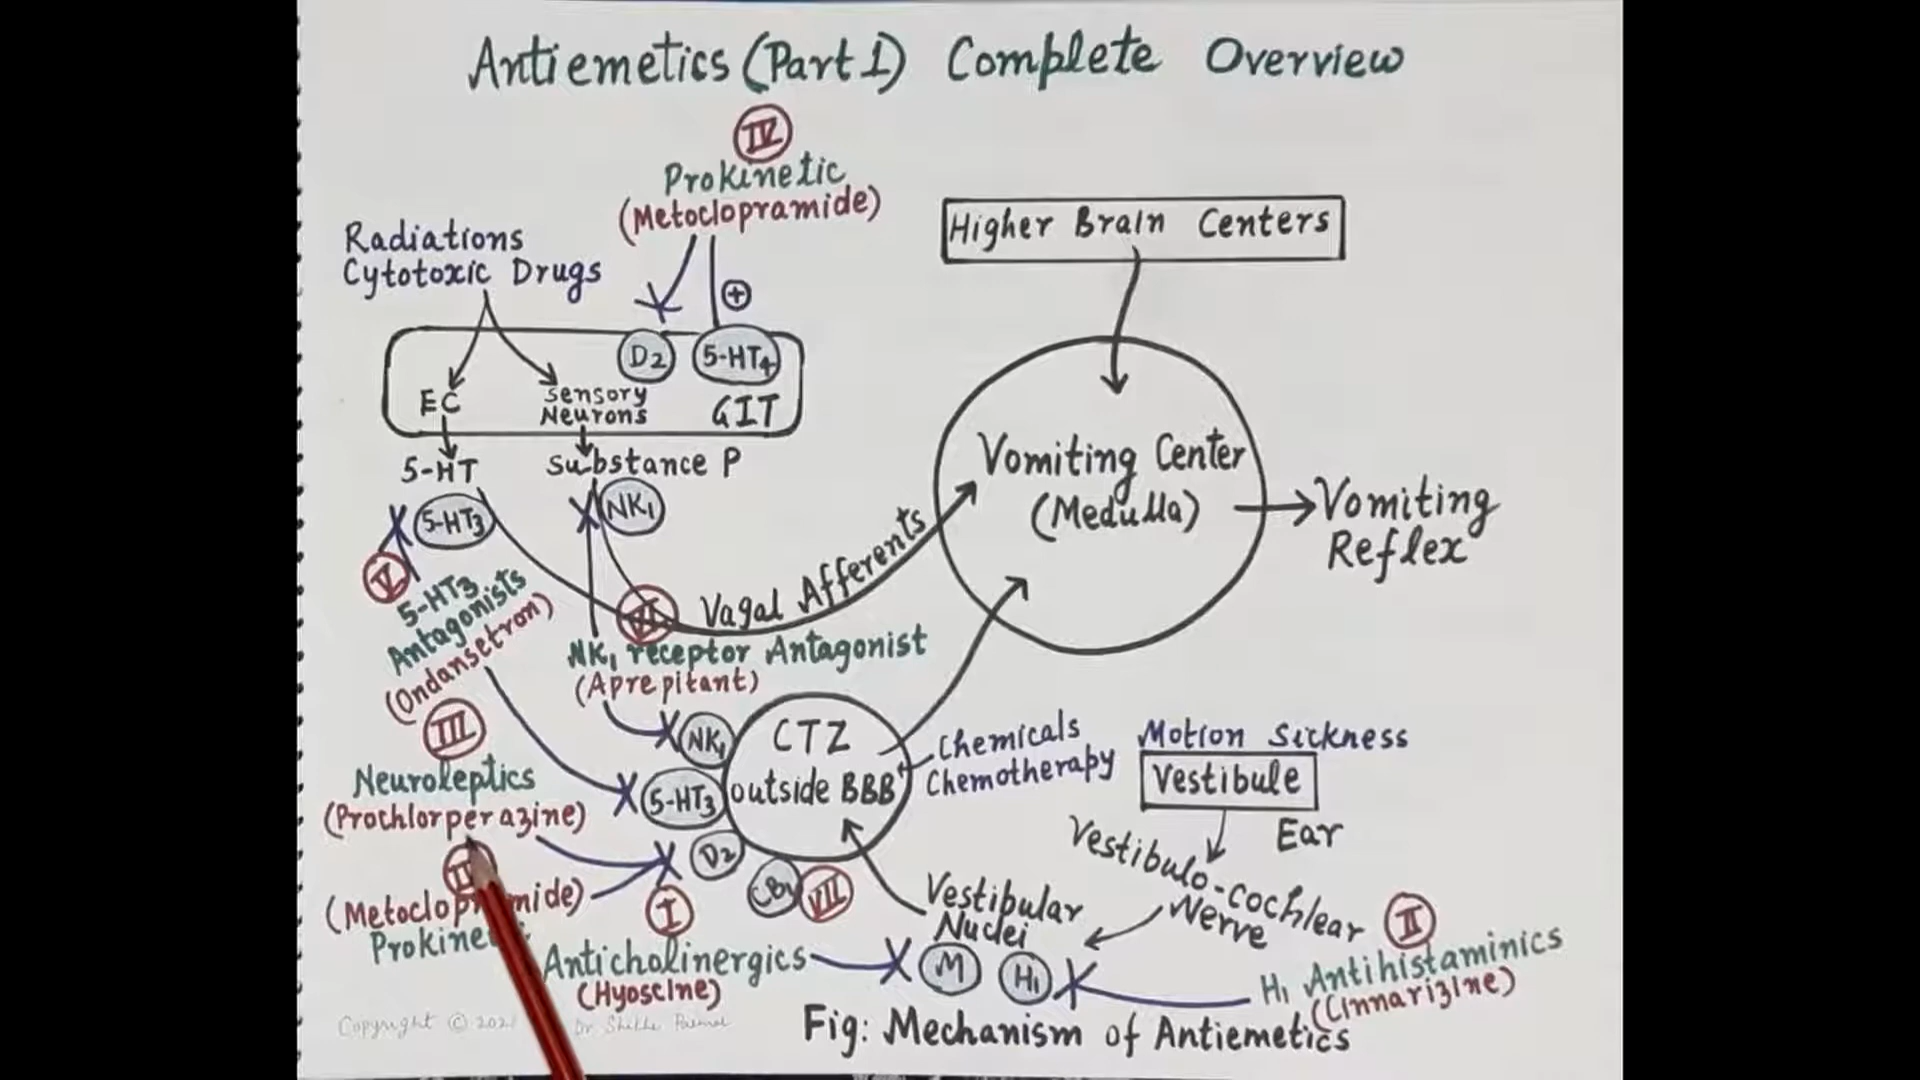 Antiemetics (Part I) Complete Overview
IV
Prokinetic
(Metoclopramide)
Radiations
Cytotoxic Drugs
Higher Brain Centers
+
D2
5-HT4
EC
Sensory
Neurons
GIT
5-HT
Substance P
5-HT3
NK1
V
5-HT3
Antagonists
(Ondansetron)
Vagal Afferents
Vomiting Center
(Medulla)
Vomiting
Reflex
VI
NK1 receptor Antagonist
(Aprepitant)
III
Neuroleptics
(Prochlorperazine)
NK1
5-HT3
D2
CB1
VII
CTZ
outside BBB
Chemicals
Chemotherapy
Motion Sickness
Vestibule
Ear
Vestibulo-cochlear
Nerve
Vestibular
Nuclei
(Metoclopramide)
I
Anticholinergics
(Hyoscine)
M
H1
II
H1 Antihistaminics
(Cinnarizine)
Copyright ©
Fig: Mechanism of Antiemetics